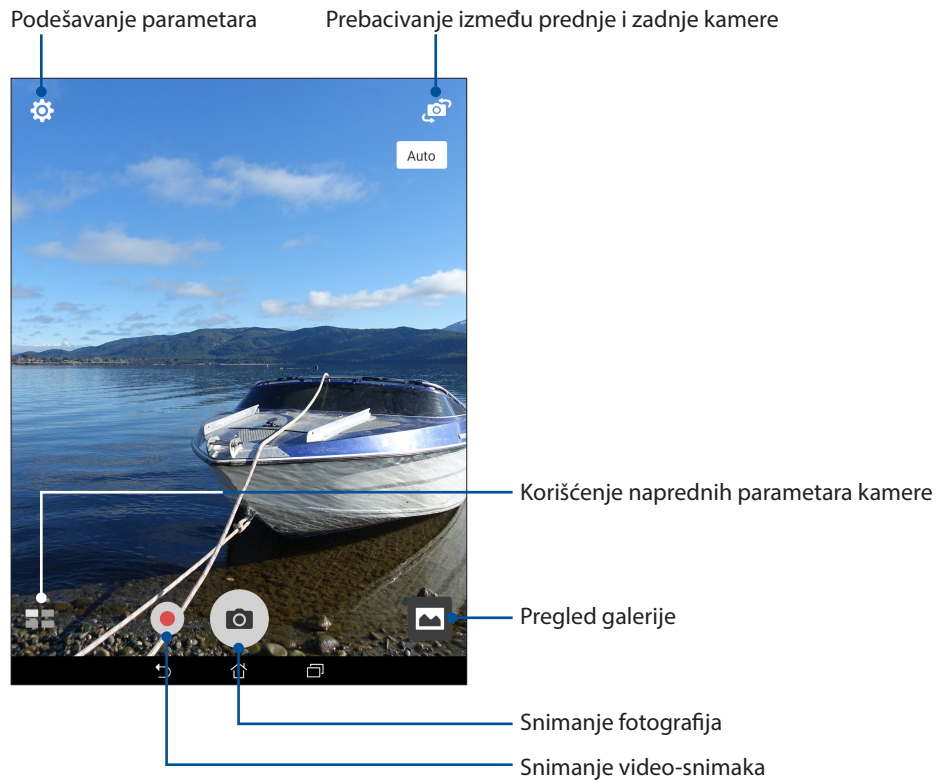 Podešavanje parametara
Prebacivanje između prednje i zadnje kamere
Auto
Korišćenje naprednih parametara kamere
Pregled galerije
Snimanje fotografija
Snimanje video-snimaka